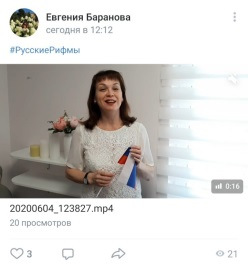 Евгения Баранова
сегодня в 12:12
#РусскиеРифмы
0:16
20200604_123827.mp4
20 просмотров
3
21